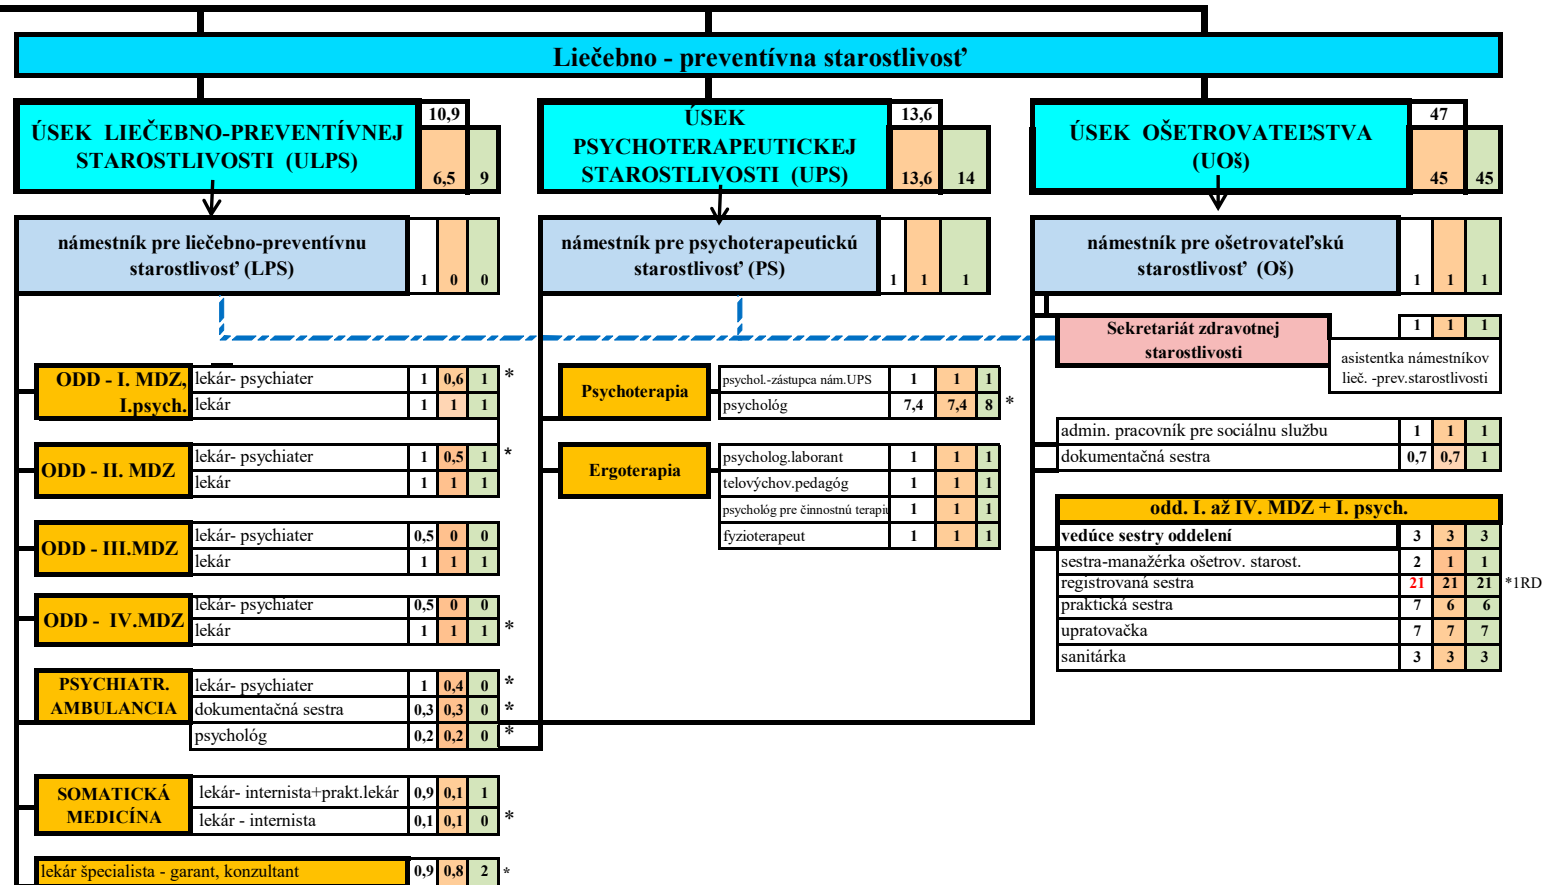 Liečebno - preventívna starostlivosť
ÚSEK LIEČEBNO-PREVENTÍVNEJ
STAROSTLIVOSTI (ULPS)
10,9
6,5 9
námestník pre liečebno-preventívnu
starostlivosť (LPS)
1 0 0
ODD - I. MDZ,
I.psych.
lekár- psychiater 1 0,6 1 *
lekár 1 1 1
ODD - II. MDZ
lekár- psychiater 1 0,5 1 *
lekár 1 1 1
ODD - III.MDZ
lekár- psychiater 0,5 0 0
lekár 1 1 1
ODD - IV.MDZ
lekár- psychiater 0,5 0 0
lekár 1 1 1 *
PSYCHIATR.
AMBULANCIA
lekár- psychiater 1 0,4 0 *
dokumentačná sestra 0,3 0,3 0 *
psychológ 0,2 0,2 0 *
SOMATICKÁ
MEDICÍNA
lekár- internista+prakt.lekár 0,9 0,1 1
lekár - internista 0,1 0,1 0 *
lekár špecialista - garant, konzultant 0,9 0,8 2 *
ÚSEK
PSYCHOTERAPEUTICKEJ
STAROSTLIVOSTI (UPS)
13,6
13,6 14
námestník pre psychoterapeutickú
starostlivosť (PS)
1 1 1
Psychoterapia
psychol.-zástupca nám.UPS 1 1 1
psychológ 7,4 7,4 8 *
Ergoterapia
psycholog.laborant 1 1 1
telovýchov.pedagóg 1 1 1
psychológ pre činnostnú terapiu 1 1 1
fyzioterapeut 1 1 1
ÚSEK OŠETROVATEĽSTVA
(UOš)
47
45 45
námestník pre ošetrovateľskú
starostlivosť (Oš)
1 1 1
Sekretariát zdravotnej
starostlivosti
1 1 1
asistentka námestníkov
lieč. -prev.starostlivosti
admin. pracovník pre sociálnu službu 1 1 1
dokumentačná sestra 0,7 0,7 1
odd. I. až IV. MDZ + I. psych.
vedúce sestry oddelení 3 3 3
sestra-manažérka ošetrov. starost. 2 1 1
registrovaná sestra 21 21 21 *1RD
praktická sestra 7 6 6
upratovačka 7 7 7
sanitárka 3 3 3